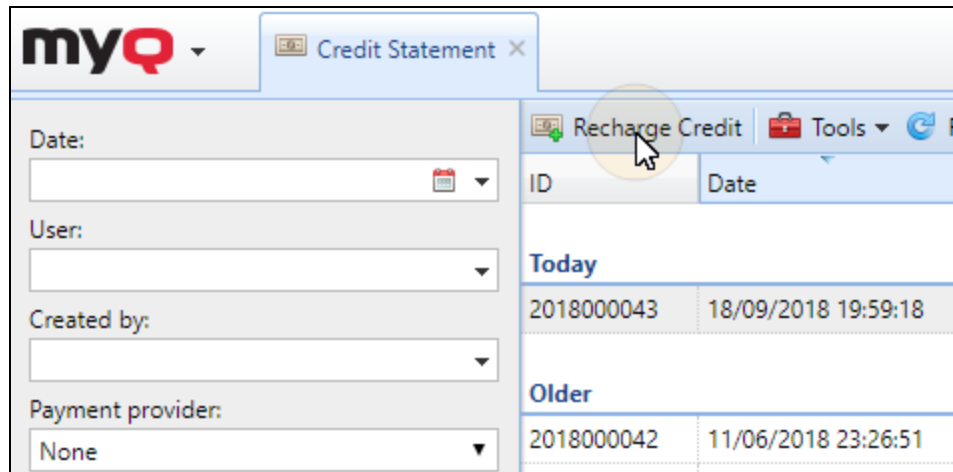 myQ
Credit Statement
Date:
User:
Created by:
Payment provider:
None
Recharge Credit Tools
ID Date
Today
2018000043 18/09/2018 19:59:18
Older
2018000042 11/06/2018 23:26:51